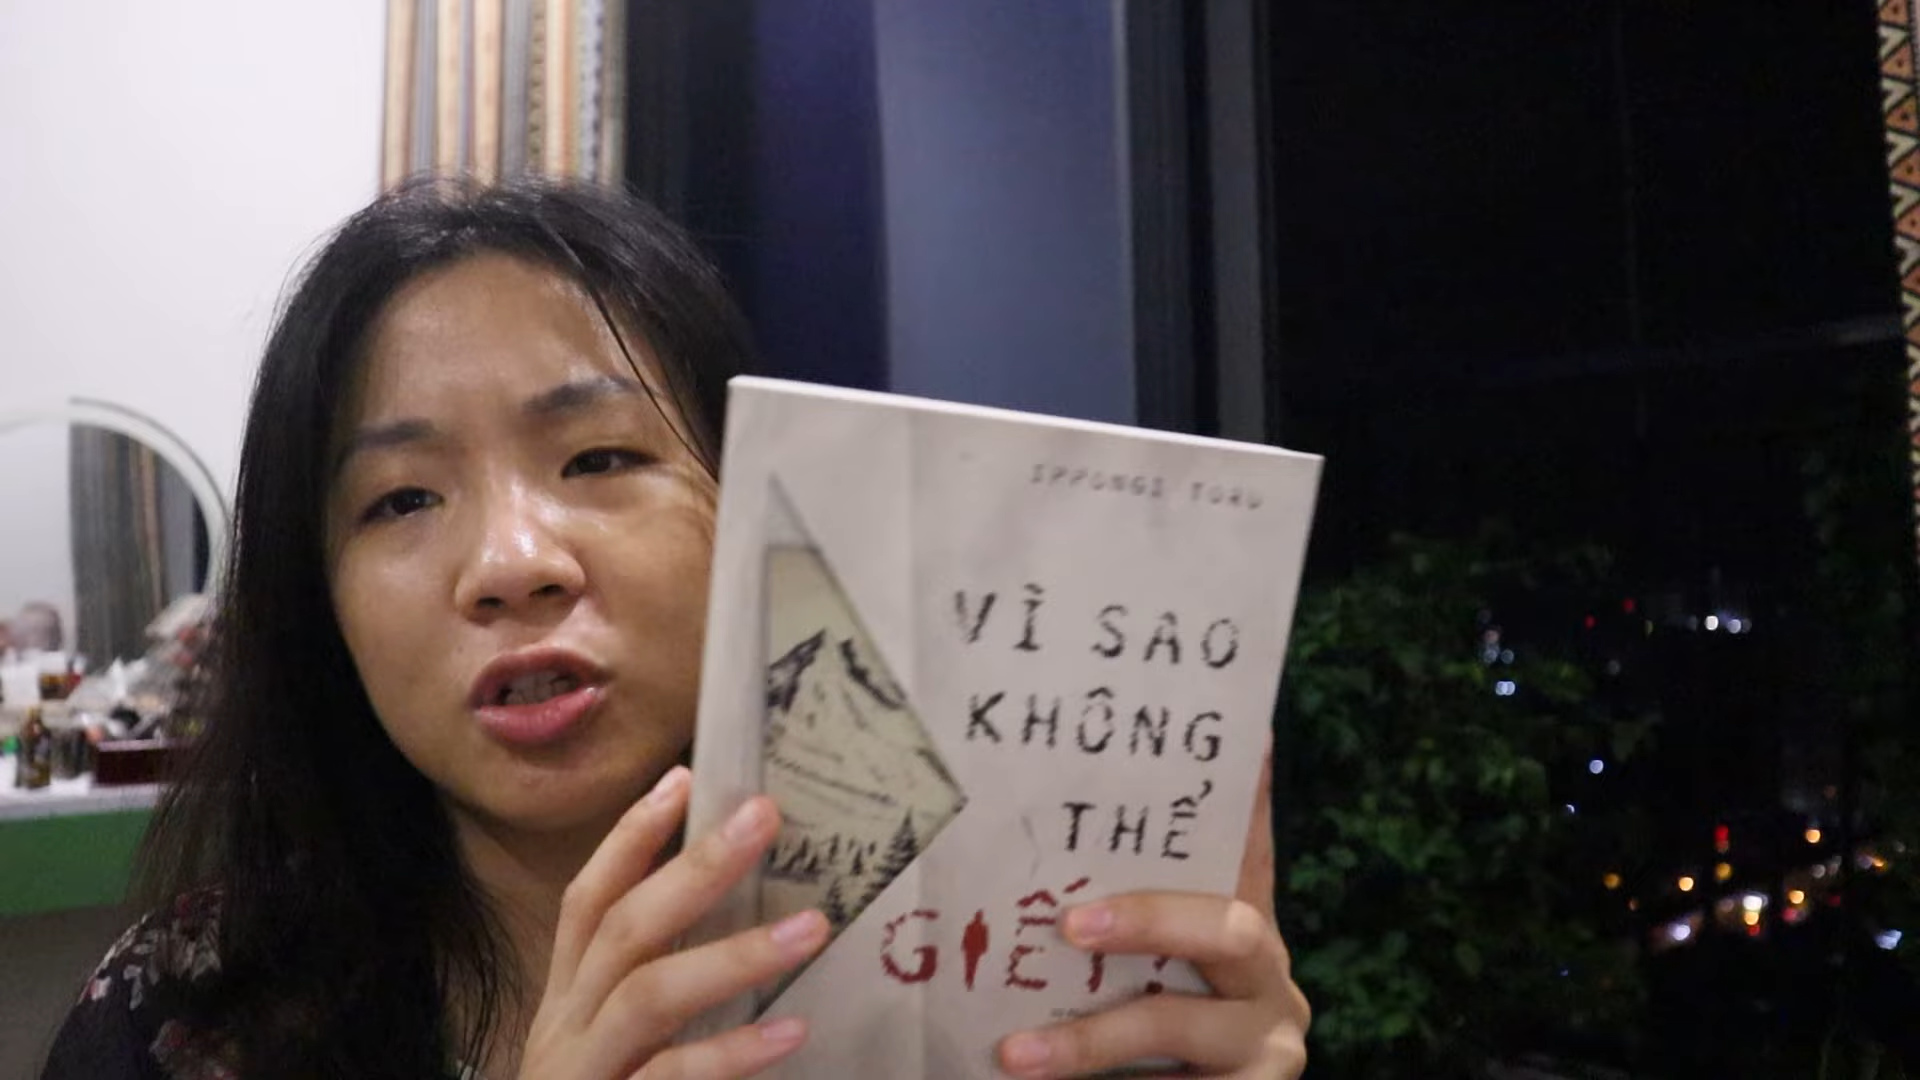 IPPONGI TORU
VÌ SAO
KHÔNG
THỂ
GIẾT?